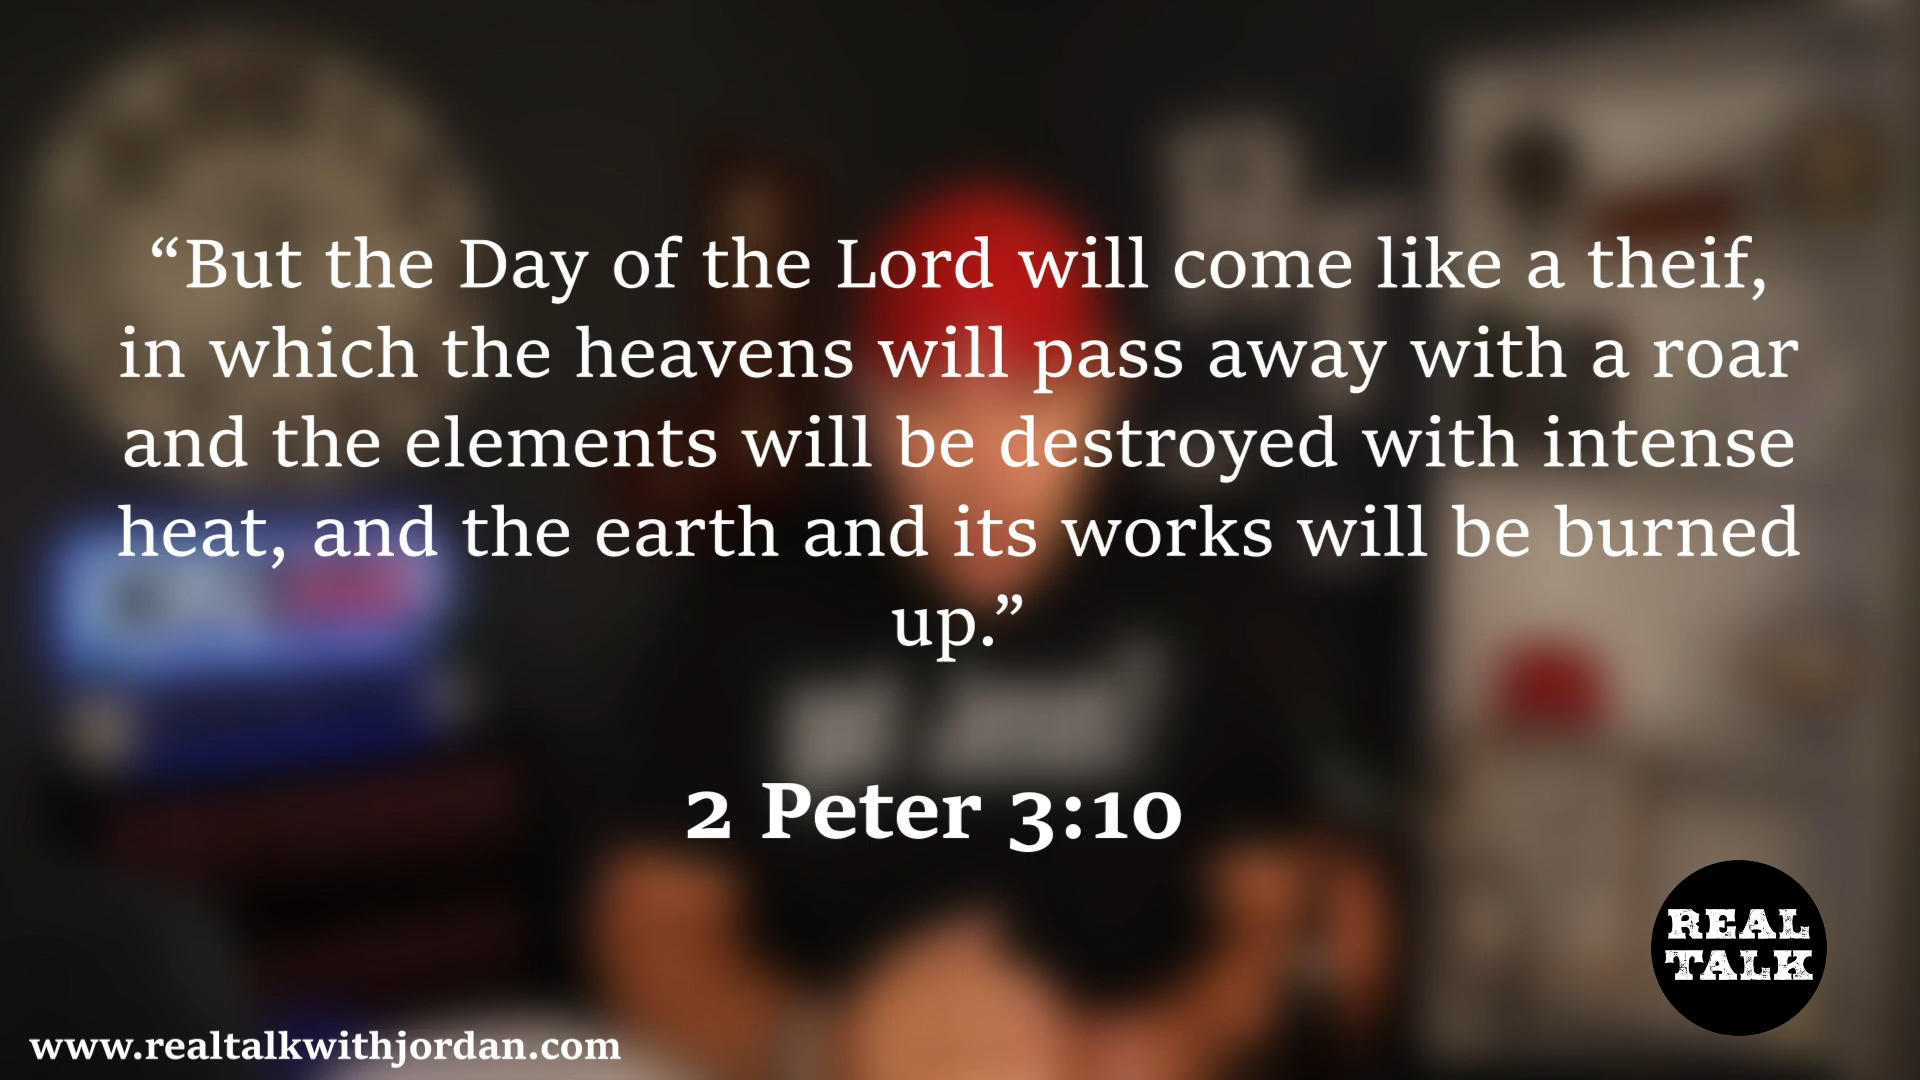 “But the Day of the Lord will come like a theif,
in which the heavens will pass away with a roar
and the elements will be destroyed with intense
heat, and the earth and its works will be burned
up.”
2 Peter 3:10
REAL
TALK
www.realtalkwithjordan.com